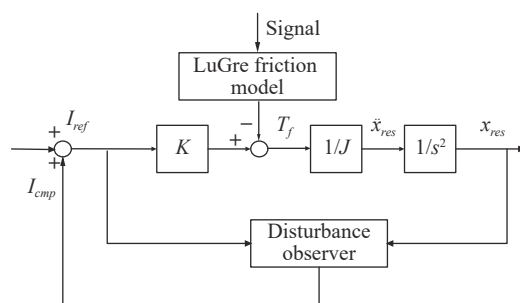 Signal
LuGre friction
model
−
I_ref
T_f
ẍ_res
x_res
+
+
K
+
1/J
1/s²
I_cmp
Disturbance
observer